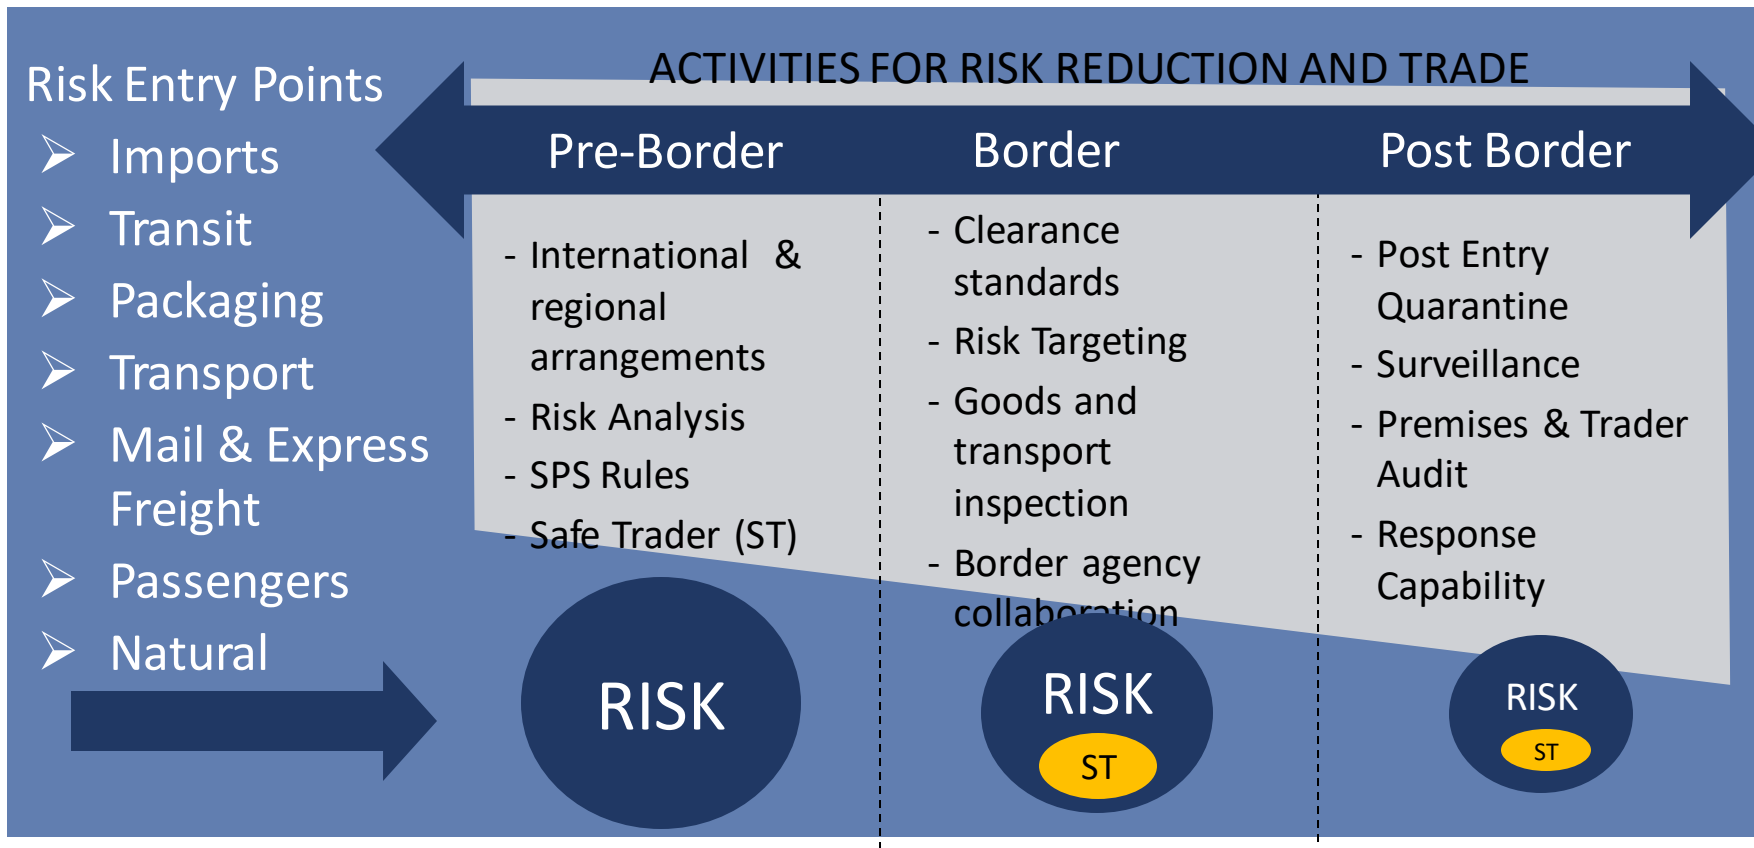 ACTIVITIES FOR RISK REDUCTION AND TRADE
Risk Entry Points
Imports
Transit
Packaging
Transport
Mail & Express
Freight
Passengers
Natural
Pre-Border
- International &
regional
arrangements
- Risk Analysis
- SPS Rules
- Safe Trader (ST)
RISK
Border
- Clearance
standards
- Risk Targeting
- Goods and
transport
inspection
- Border agency
collaboration
RISK
ST
Post Border
- Post Entry
Quarantine
- Surveillance
- Premises & Trader
Audit
- Response
Capability
RISK
ST